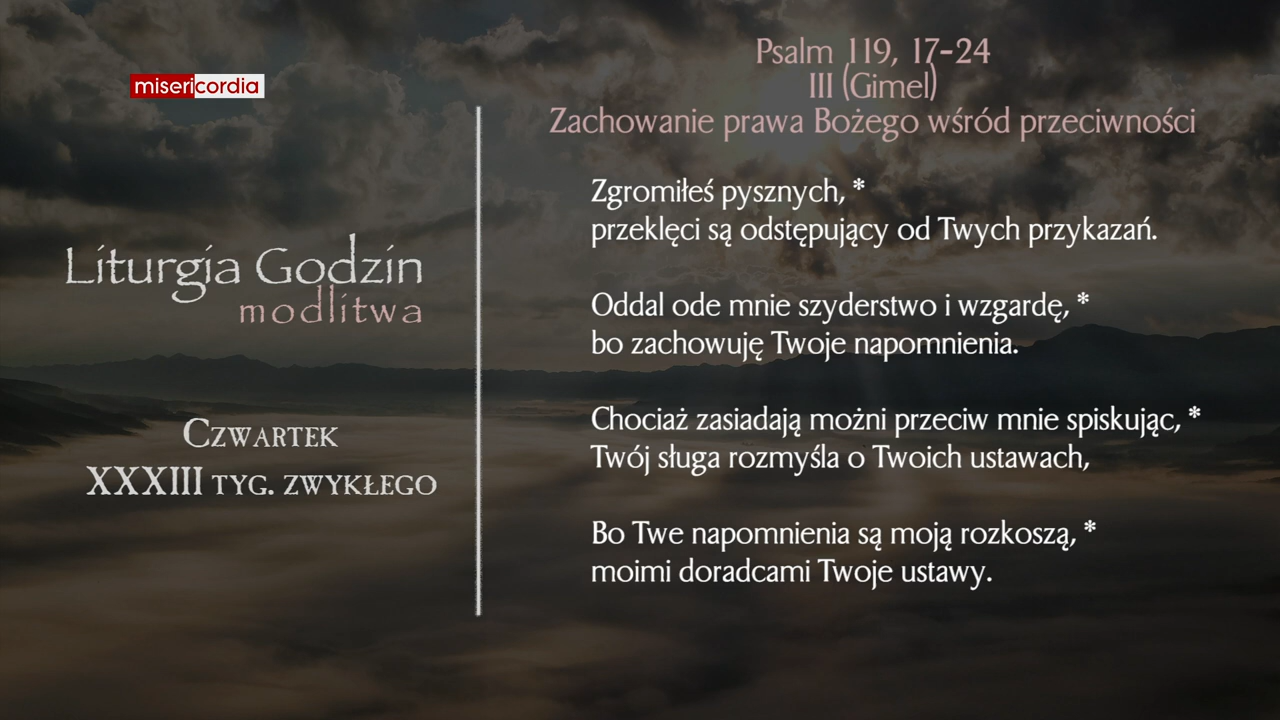 misericordia
Liturgia Godzin
modlitwa
Czwartek
XXXIII tyg. zwykłego
Psalm 119, 17-24
III (Gimel)
Zachowanie prawa Bożego wśród przeciwności
Zgromiłeś pysznych, *
przeklęci są odstępujący od Twych przykazań.
Oddal ode mnie szyderstwo i wzgardę, *
bo zachowuję Twoje napomnienia.
Chociaż zasiadają możni przeciw mnie spiskując, *
Twój sługa rozmyśla o Twoich ustawach,
Bo Twe napomnienia są moją rozkoszą, *
moimi doradcami Twoje ustawy.